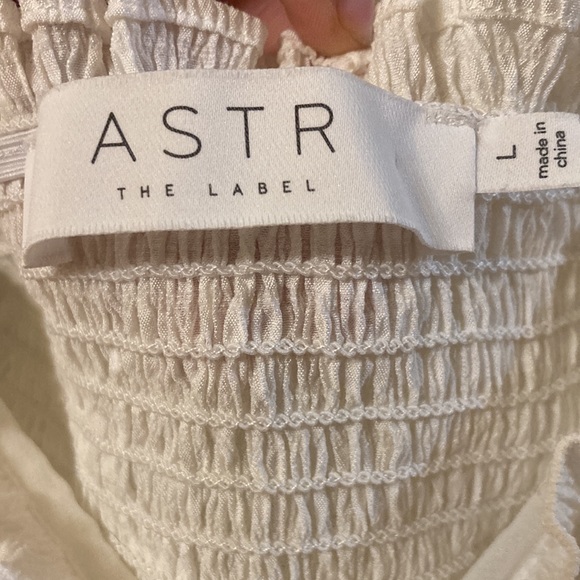 ASTR
THE LABEL
L
made in
china